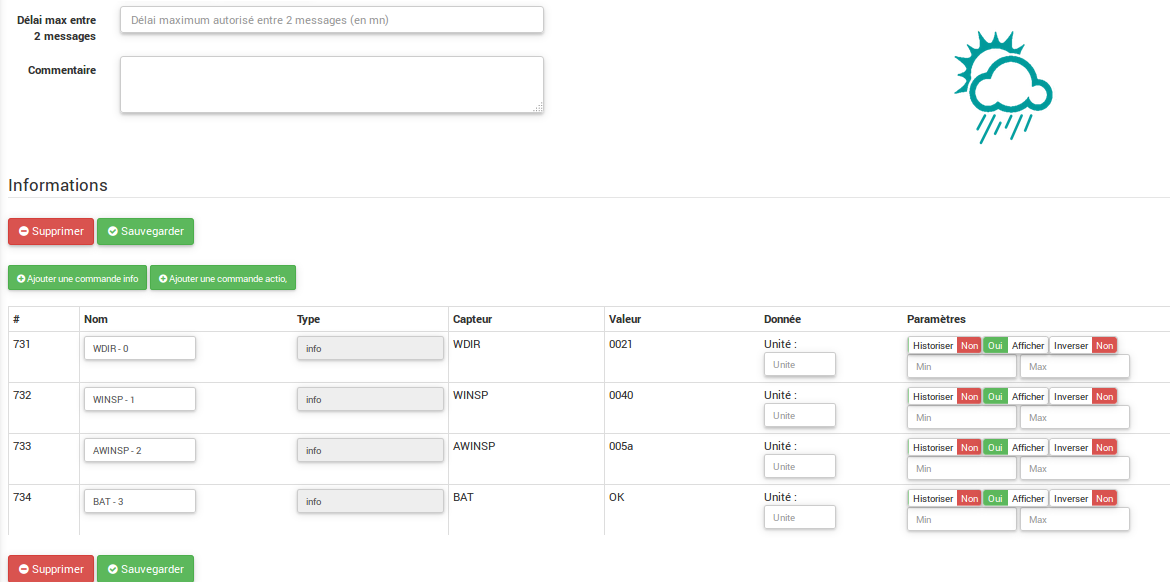 Délai max entre
2 messages
Délai maximum autorisé entre 2 messages (en mn)
Commentaire
Informations
Supprimer Sauvegarder
Ajouter une commande info Ajouter une commande actio,
# Nom Type Capteur Valeur Donnée Paramètres
731 WDIR - 0 info WDIR 0021 Unité : Historiser Non Oui Afficher Inverser Non
Unite Min Max
732 WINSP - 1 info WINSP 0040 Unité : Historiser Non Oui Afficher Inverser Non
Unite Min Max
733 AWINSP - 2 info AWINSP 005a Unité : Historiser Non Oui Afficher Inverser Non
Unite Min Max
734 BAT - 3 info BAT OK Unité : Historiser Non Oui Afficher Inverser Non
Unite Min Max
Supprimer Sauvegarder